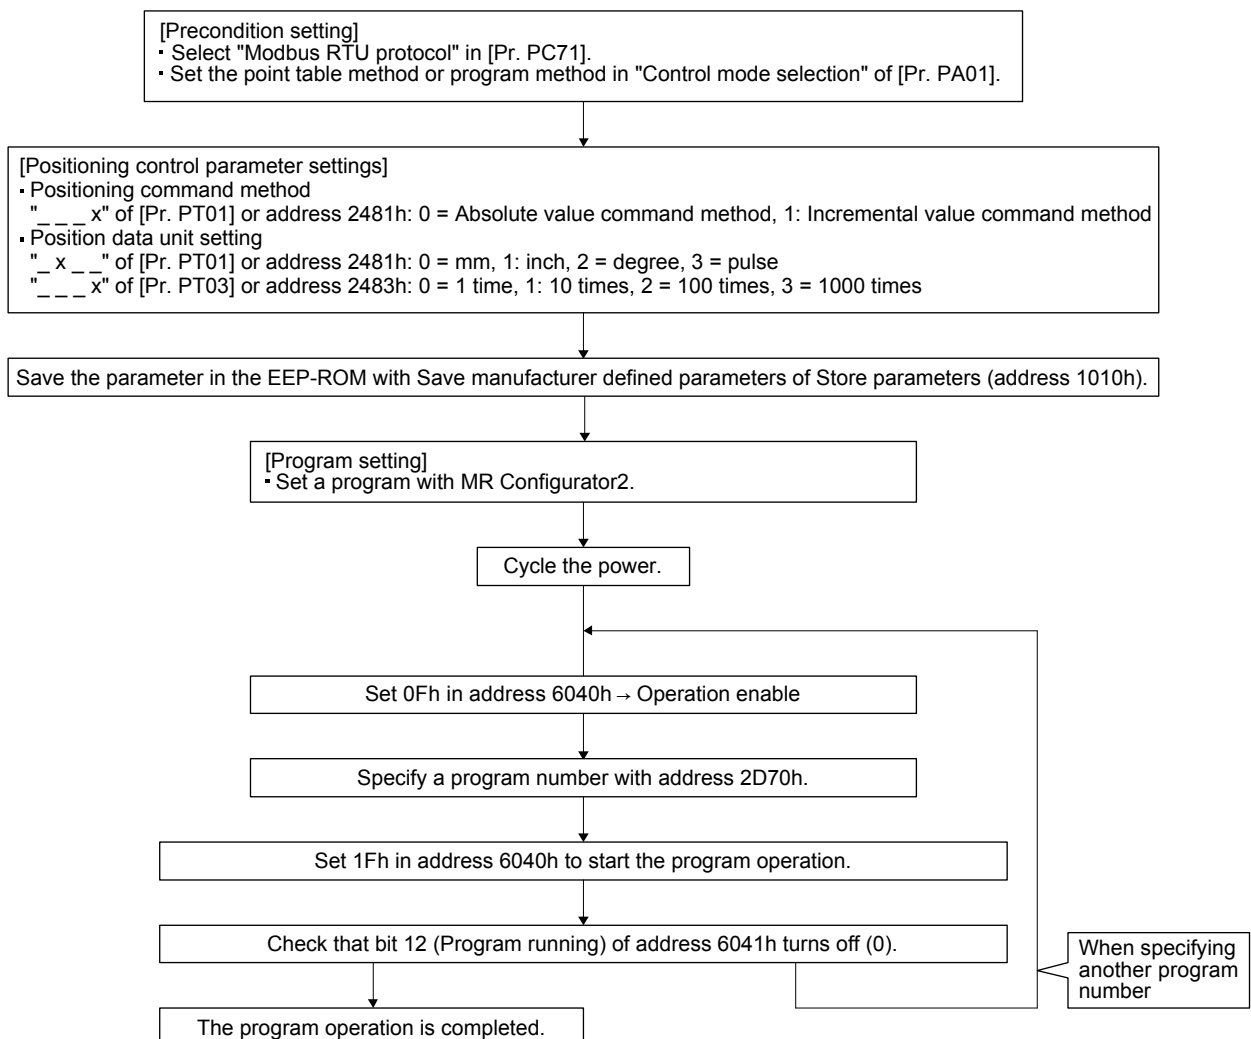 [Precondition setting]
▪ Select "Modbus RTU protocol" in [Pr. PC71].
▪ Set the point table method or program method in "Control mode selection" of [Pr. PA01].
[Positioning control parameter settings]
▪ Positioning command method
"_ _ _ x" of [Pr. PT01] or address 2481h: 0 = Absolute value command method, 1: Incremental value command method
▪ Position data unit setting
"_ x _ _" of [Pr. PT01] or address 2481h: 0 = mm, 1: inch, 2 = degree, 3 = pulse
"_ _ _ x" of [Pr. PT03] or address 2483h: 0 = 1 time, 1: 10 times, 2 = 100 times, 3 = 1000 times
Save the parameter in the EEP-ROM with Save manufacturer defined parameters of Store parameters (address 1010h).
[Program setting]
▪ Set a program with MR Configurator2.
Cycle the power.
Set 0Fh in address 6040h → Operation enable
Specify a program number with address 2D70h.
Set 1Fh in address 6040h to start the program operation.
Check that bit 12 (Program running) of address 6041h turns off (0).
When specifying
another program
number
The program operation is completed.